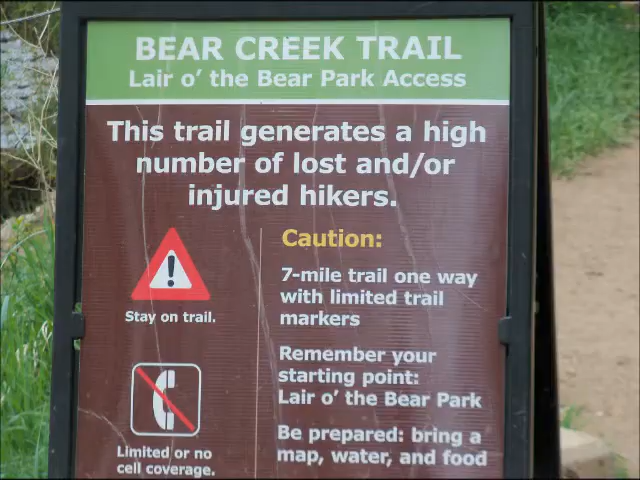 BEAR CREEK TRAIL
Lair o' the Bear Park Access
This trail generates a high
number of lost and/or
injured hikers.
Stay on trail.
Limited or no
cell coverage.
Caution:
7-mile trail one way
with limited trail
markers
Remember your
starting point:
Lair o' the Bear Park
Be prepared: bring a
map, water, and food